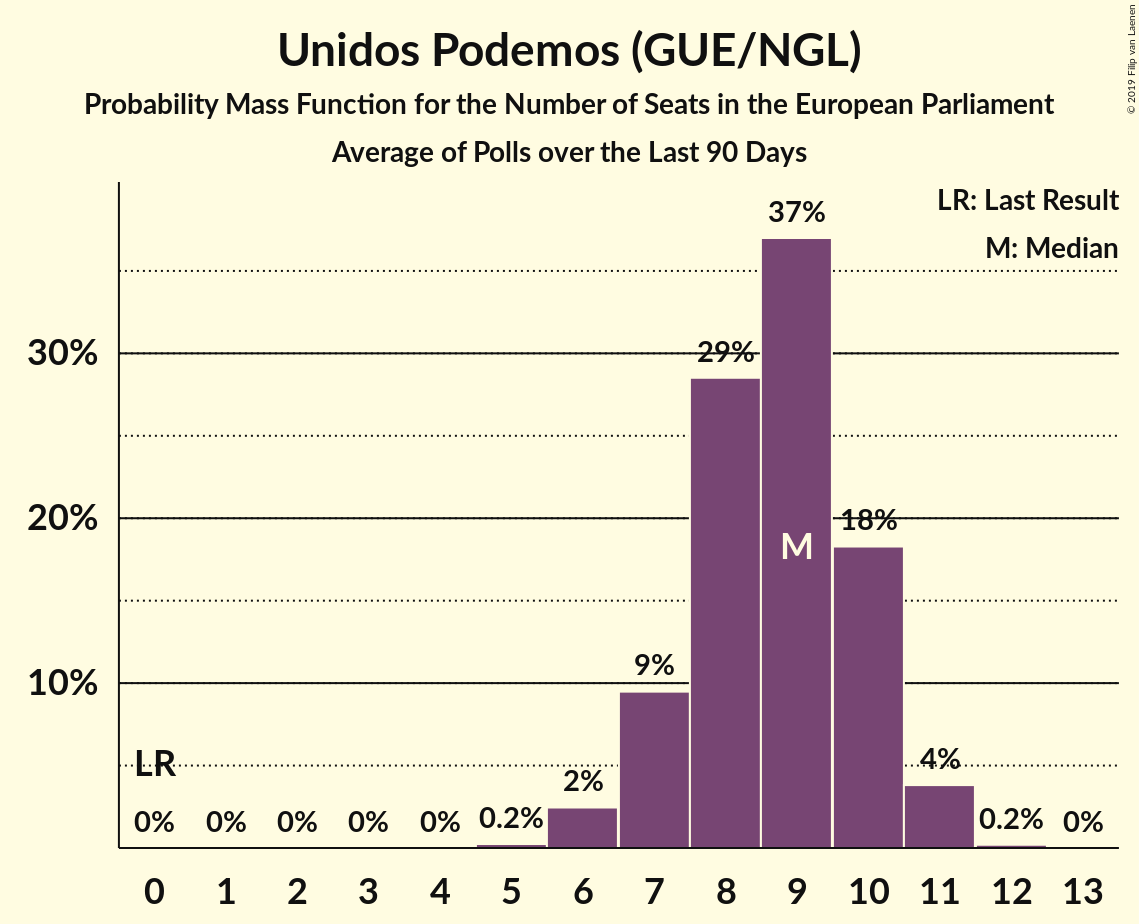 Unidos Podemos (GUE/NGL)
Probability Mass Function for the Number of Seats in the European Parliament
Average of Polls over the Last 90 Days
© 2019 Filip van Laenen
LR: Last Result
M: Median
37%
30%
29%
20%
18%
M
10%
9%
LR
4%
2%
0% 0% 0% 0% 0% 0.2% 0.2% 0%
0 1 2 3 4 5 6 7 8 9 10 11 12 13